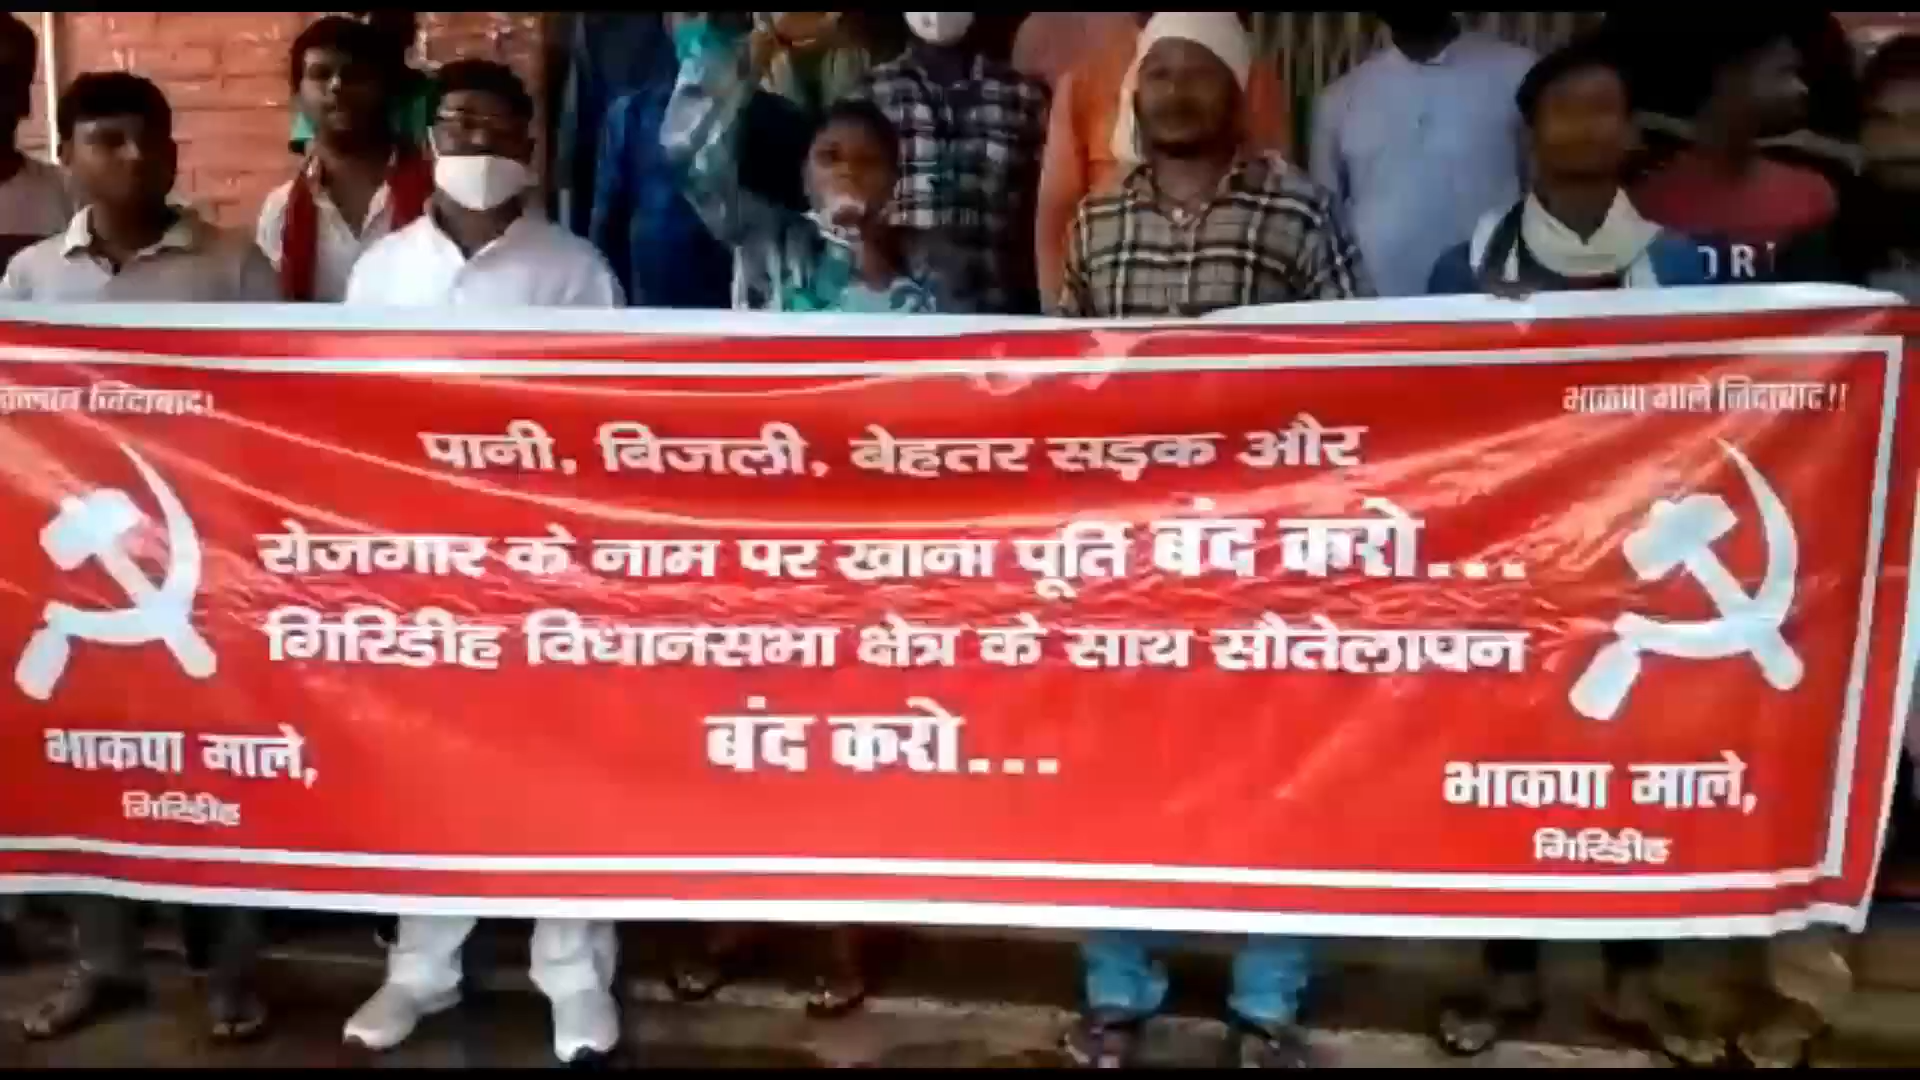 जिंदाबाद!
भाकपा माले जिंदाबाद!!
पानी, बिजली, बेहतर सड़क और
रोजगार के नाम पर खाना पूर्ति बंद करो...
गिरिडीह विधानसभा क्षेत्र के साथ सौतेलापन
बंद करो...
भाकपा माले,
गिरिडीह
भाकपा माले,
गिरिडीह